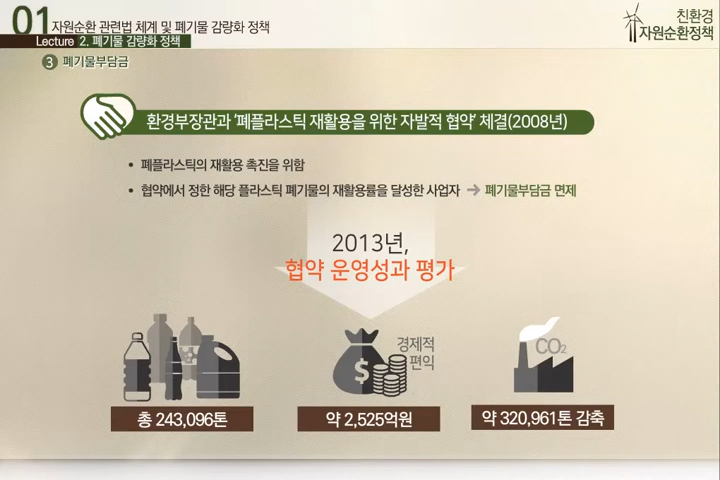 01 자원순환 관련법 체계 및 폐기물 감량화 정책
Lecture 2. 폐기물 감량화 정책
친환경
자원순환정책
3 폐기물부담금
환경부장관과 '폐플라스틱 재활용을 위한 자발적 협약' 체결(2008년)
• 폐플라스틱의 재활용 촉진을 위함
• 협약에서 정한 해당 플라스틱 폐기물의 재활용률을 달성한 사업자 → 폐기물부담금 면제
2013년,
협약 운영성과 평가
경제적
편익
$
CO2
총 243,096톤
약 2,525억원
약 320,961톤 감축